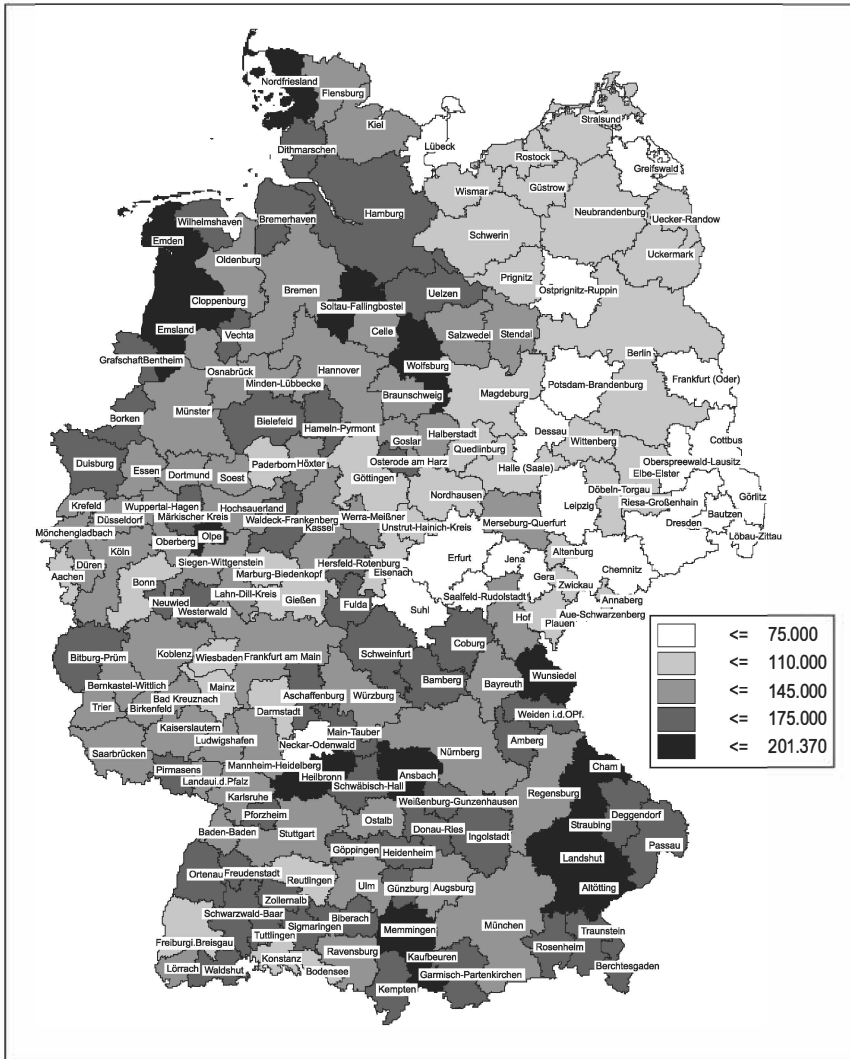 Nordfriesland
Flensburg
Kiel
Stralsund
Lübeck
Dithmarschen
Rostock
Greifswald
Wismar
Güstrow
Hamburg
Neubrandenburg
Wilhelmshaven
Bremerhaven
Uecker-Randow
Emden
Schwerin
Uckermark
Oldenburg
Prignitz
Bremen
Ostprignitz-Ruppin
Cloppenburg
Uelzen
Soltau-Fallingbostel
Emsland
Vechta
Celle
Salzwedel
Stendal
Berlin
GrafschaftBentheim
Wolfsburg
Osnabrück
Hannover
Frankfurt (Oder)
Minden-Lübbecke
Potsdam-Brandenburg
Braunschweig
Magdeburg
Münster
Borken
Bielefeld
Hameln-Pyrmont
Dessau
Halberstadt
Goslar
Wittenberg
Cottbus
Quedlinburg
Duisburg
Paderborn
Höxter
Osterode am Harz
Oberspreewald-Lausitz
Essen
Dortmund
Halle (Saale)
Elbe-Elster
Soest
Göttingen
Döbeln-Torgau
Görlitz
Nordhausen
Riesa-Großenhain
Krefeld
Wuppertal-Hagen
Hochsauerland
Leipzig
Bautzen
Düsseldorf
Märkischer Kreis
Waldeck-Frankenberg
Werra-Meißner
Merseburg-Querfurt
Dresden
Mönchengladbach
Kassel
Unstrut-Hainich-Kreis
Olpe
Löbau-Zittau
Oberberg
Köln
Altenburg
Erfurt
Jena
Düren
Siegen-Wittgenstein
Hersfeld-Rotenburg
Chemnitz
Aachen
Eisenach
Marburg-Biedenkopf
Gera
Bonn
Zwickau
Lahn-Dill-Kreis
Saalfeld-Rudolstadt
Annaberg
Neuwied
Gießen
Fulda
Suhl
Westerwald
Aue-Schwarzenberg
Hof
Plauen
Coburg
Koblenz
Frankfurt am Main
Schweinfurt
Bitburg-Prüm
Wiesbaden
Wunsiedel
Bamberg
Bayreuth
Bernkastel-Wittlich
Mainz
Aschaffenburg
Würzburg
Bad Kreuznach
Trier
Birkenfeld
Darmstadt
Weiden i.d.OPf.
Kaiserslautern
Main-Tauber
Amberg
Ludwigshafen
Neckar-Odenwald
Saarbrücken
Nürnberg
Mannheim-Heidelberg
Cham
Pirmasens
Heilbronn
Ansbach
Landaui.d.Pfalz
Schwäbisch-Hall
Regensburg
Karlsruhe
Weißenburg-Gunzenhausen
Pforzheim
Deggendorf
Ostalb
Straubing
Donau-Ries
Baden-Baden
Stuttgart
Ingolstadt
Passau
Göppingen
Heidenheim
Landshut
Ortenau
Freudenstadt
Reutlingen
Ulm
Günzburg
Augsburg
Altötting
Zollernalb
Schwarzwald-Baar
Biberach
Sigmaringen
München
Memmingen
Traunstein
Tuttlingen
Freiburgi.Breisgau
Rosenheim
Ravensburg
Kaufbeuren
Konstanz
Lörrach
Waldshut
Bodensee
Garmisch-Partenkirchen
Berchtesgaden
Kempten
<= 75.000
<= 110.000
<= 145.000
<= 175.000
<= 201.370